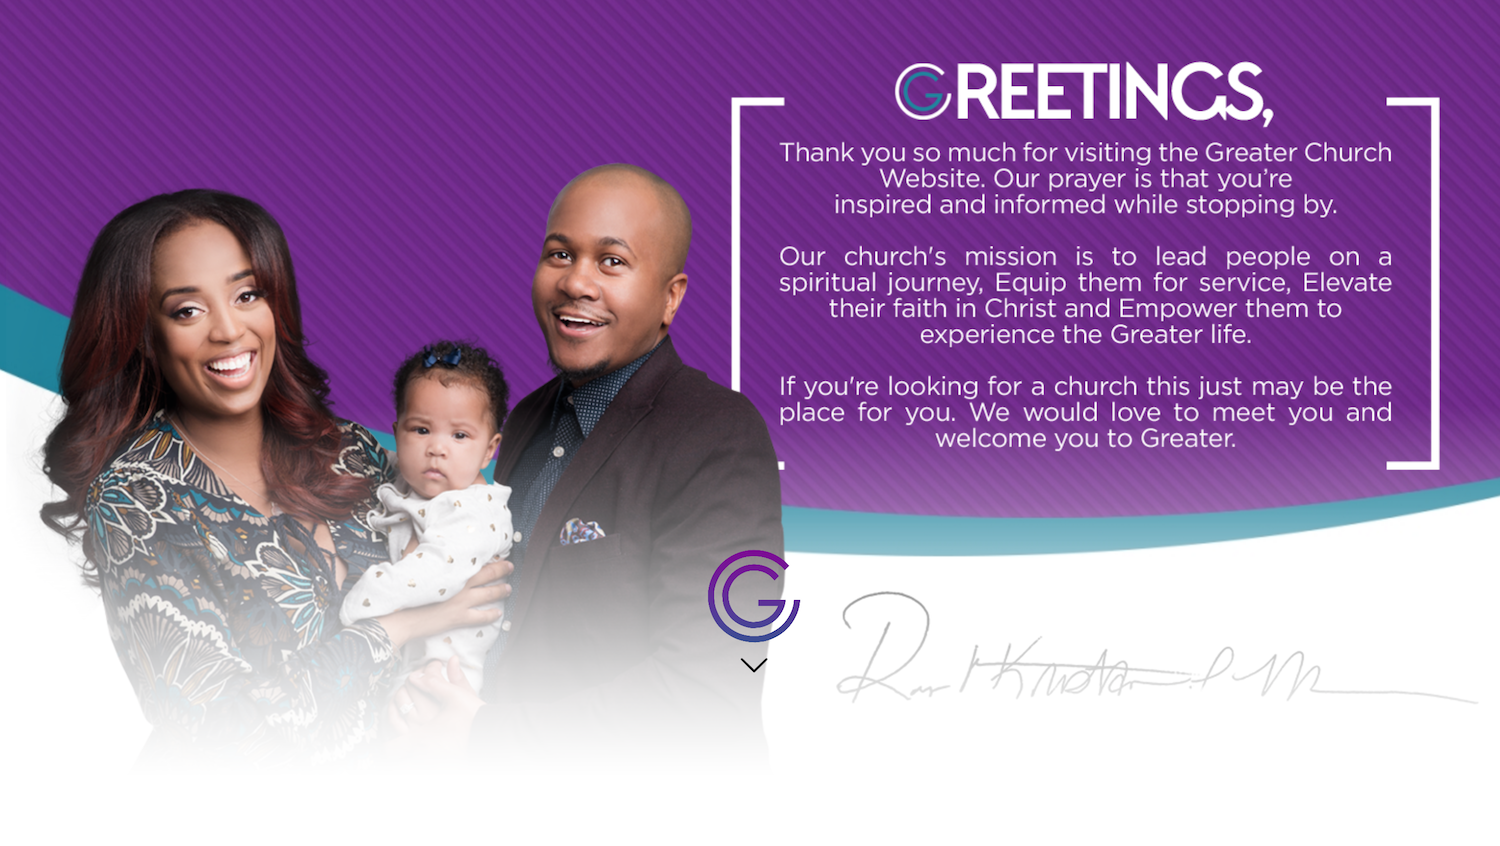 GREETINGS,
Thank you so much for visiting the Greater Church
Website. Our prayer is that you’re
inspired and informed while stopping by.
Our church's mission is to lead people on a
spiritual journey, Equip them for service, Elevate
their faith in Christ and Empower them to
experience the Greater life.
If you're looking for a church this just may be the
place for you. We would love to meet you and
welcome you to Greater.
G